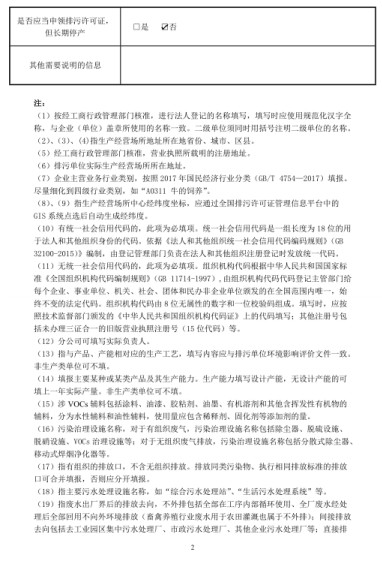 是否应当申领排污许可证，
但长期停产
□是 ☑否
其他需要说明的信息
注：
（1）按经工商行政管理部门核准，进行法人登记的名称填写，填写时应使用规范化汉字全
称，与企业（单位）盖章所使用的名称一致。二级单位须同时用括号注明二级单位的名称。
（2）、（3）、（4）指生产经营场所地址所在地省份、城市、区县。
（5）经工商行政管理部门核准，营业执照所载明的注册地址。
（6）排污单位实际生产经营场所所在地址。
（7）企业主营业务行业类别，按照 2017 年国民经济行业分类（GB/T 4754—2017）填报。
尽量细化到四级行业类别，如“A0311 牛的饲养”。
（8）、（9）指生产经营场所中心经纬度坐标，应通过全国排污许可证管理信息平台中的
GIS 系统点选后自动生成经纬度。
（10）有统一社会信用代码的，此项为必填项。统一社会信用代码是一组长度为 18 位的用
于法人和其他组织身份的代码。依据《法人和其他组织统一社会信用代码编码规则》（GB
32100-2015)》编制，由登记管理部门负责在法人和其他组织注册登记时发放统一代码。
（11）无统一社会信用代码的，此项为必填项。组织机构代码根据中华人民共和国国家标
准《全国组织机构代码编制规则》（GB 11714-1997）,由组织机构代码代码登记主管部门给
每个企业、事业单位、机关、社会、团体和民办非企业单位颁发的在全国范围内唯一，始
终不变的法定代码。组织机构代码由 8 位无属性的数字和一位校验码组成。填写时，应按
照技术监督部门颁发的《中华人民共和国组织机构代码证》上的代码填写；其他注册号包
括未办理三证合一的旧版营业执照注册号（15 位代码）等。
（12）分公司可填写实际负责人。
（13）指与产品、产能相对应的生产工艺，填写内容应与排污单位环境影响评价文件一致、
非生产类单位可不填。
（14）填报主要某种或某类产品及其生产能力。生产能力填写设计产能，无设计产能的可
填上一年实际产量。非生产类单位可不填。
（15）涉 VOCs 辅料包括涂料、油漆、胶粘剂、油墨、有机溶剂和其他含挥发性有机物的
辅料，分为水性辅料和油性辅料，使用量应包含稀释剂、固化剂等添加剂的量。
（16）污染治理设施名称，对于有组织废气，污染治理设施名称包括除尘器、脱硫设施、
脱硝设施、VOCs 治理设施等；对于无组织废气排放，污染治理设施名称包括分散式除尘器、
移动式焊烟净化器等。
（17）指有组织的排放口，不含无组织排放。排放同类污染物、执行相同排放标准的排放
口可合并填报，否则应分开填报。
（18）指主要污水处理设施名称，如“综合污水处理站”、“生活污水处理系统”等。
（19）指废水出厂界后的排放去向，不外排包括全部在工序内部循环使用、全厂废水经处
理后全部回用不向外环境排放（畜禽养殖行业废水用于农田灌溉也属于不外排）；间接排放
去向包括去工业园区集中污水处理厂、市政污水处理厂、其他企业污水处理厂等；直接排
2